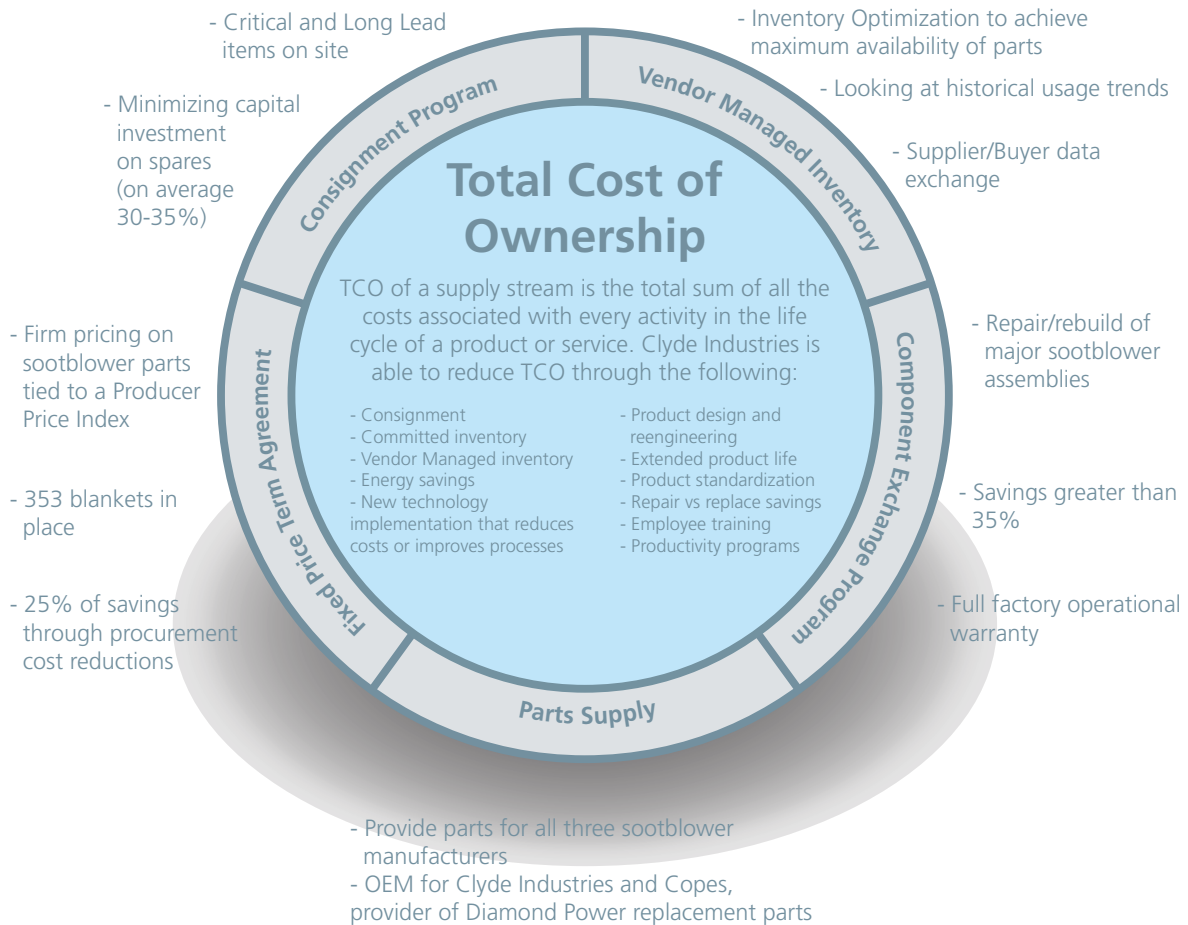 - Critical and Long Lead
items on site
- Minimizing capital
investment
on spares
(on average
30-35%)
Consignment Program
- Inventory Optimization to achieve
maximum availability of parts
- Looking at historical usage trends
- Supplier/Buyer data
exchange
Vendor Managed Inventory
Total Cost of
Ownership
TCO of a supply stream is the total sum of all the
costs associated with every activity in the life
cycle of a product or service. Clyde Industries is
able to reduce TCO through the following:
- Consignment
- Committed inventory
- Vendor Managed inventory
- Energy savings
- New technology
implementation that reduces
costs or improves processes
- Product design and
reengineering
- Extended product life
- Product standardization
- Repair vs replace savings
- Employee training
- Productivity programs
- Firm pricing on
sootblower parts
tied to a Producer
Price Index
- 353 blankets in
place
- 25% of savings
through procurement
cost reductions
Fixed Price Term Agreement
Component Exchange Program
- Repair/rebuild of
major sootblower
assemblies
- Savings greater than
35%
- Full factory operational
warranty
Parts Supply
- Provide parts for all three sootblower
manufacturers
- OEM for Clyde Industries and Copes,
provider of Diamond Power replacement parts